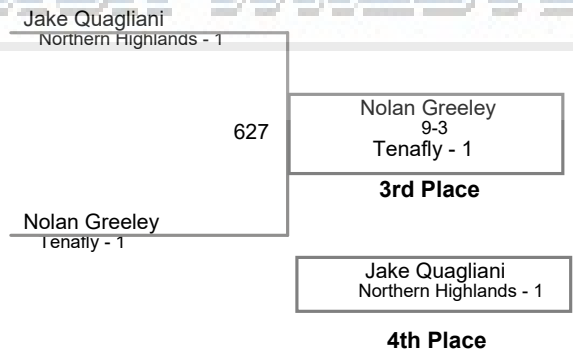 Jake Quagliani
Northern Highlands - 1
627
Nolan Greeley
9-3
Tenafly - 1
3rd Place
Nolan Greeley
Tenafly - 1
Jake Quagliani
Northern Highlands - 1
4th Place